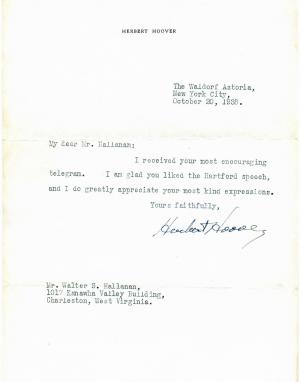 HERBERT HOOVER
The Waldorf Astoria,
New York City,
October 20, 1938.
My dear Mr. Hallanan:
I received your most encouraging
telegram. I am glad you liked the Hartford speech,
and I do greatly appreciate your most kind expressions.
Yours faithfully,
Herbert Hoover
Mr. Walter S. Hallanan,
1017 Kanawha Valley Building,
Charleston, West Virginia.